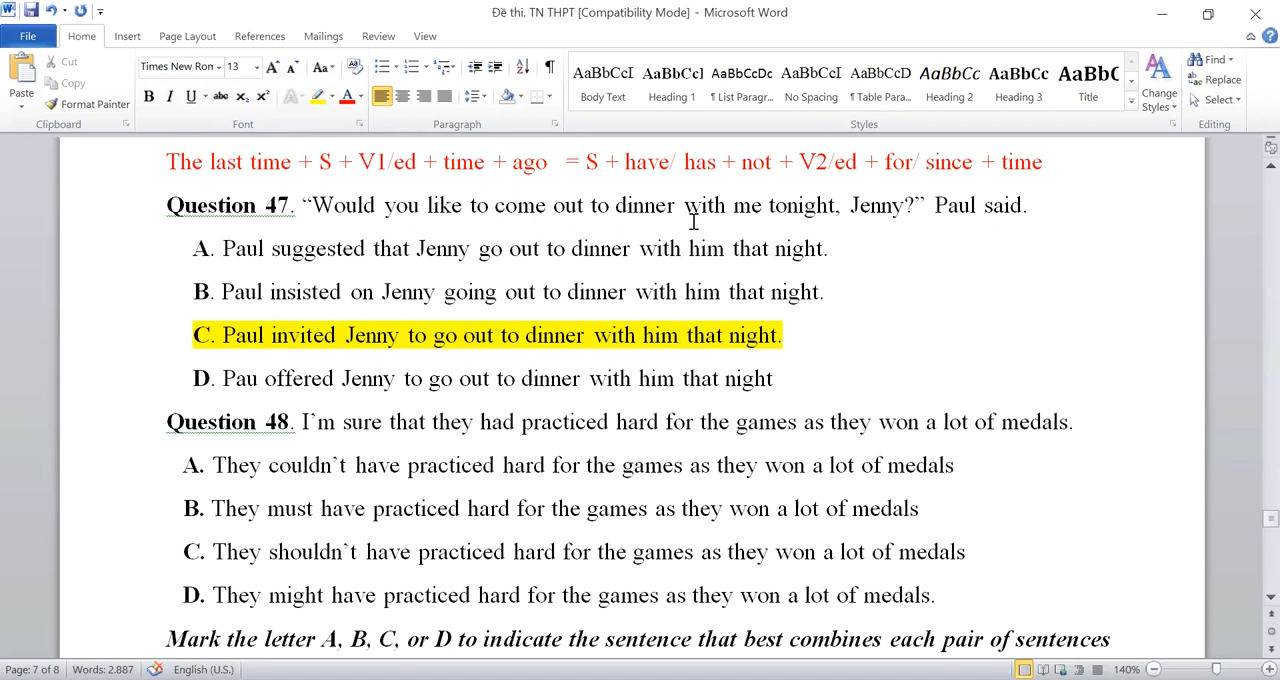 Đề thi. TN THPT [Compatibility Mode] - Microsoft Word
File Home Insert Page Layout References Mailings Review View
Paste Cut Copy Format Painter
Times New Ron 13
AaBbCcI AaBbCc] AaBbCcDc AaBbCcI AaBbCcD AaBbCc AaBbCc AaBbC
Body Text Heading 1 ¶ List Paragr... No Spacing ¶ Table Para... Heading 2 Heading 3 Title
Change Styles
Find Replace Select
Clipboard Font Paragraph Styles Editing
The last time + S + V1/ed + time + ago = S + have/ has + not + V2/ed + for/ since + time
Question 47. “Would you like to come out to dinner with me tonight, Jenny?” Paul said.
A. Paul suggested that Jenny go out to dinner with him that night.
B. Paul insisted on Jenny going out to dinner with him that night.
C. Paul invited Jenny to go out to dinner with him that night.
D. Pau offered Jenny to go out to dinner with him that night
Question 48. I’m sure that they had practiced hard for the games as they won a lot of medals.
A. They couldn’t have practiced hard for the games as they won a lot of medals
B. They must have practiced hard for the games as they won a lot of medals
C. They shouldn’t have practiced hard for the games as they won a lot of medals
D. They might have practiced hard for the games as they won a lot of medals.
Mark the letter A, B, C, or D to indicate the sentence that best combines each pair of sentences
Page: 7 of 8 Words: 2.887 English (U.S.) 140%